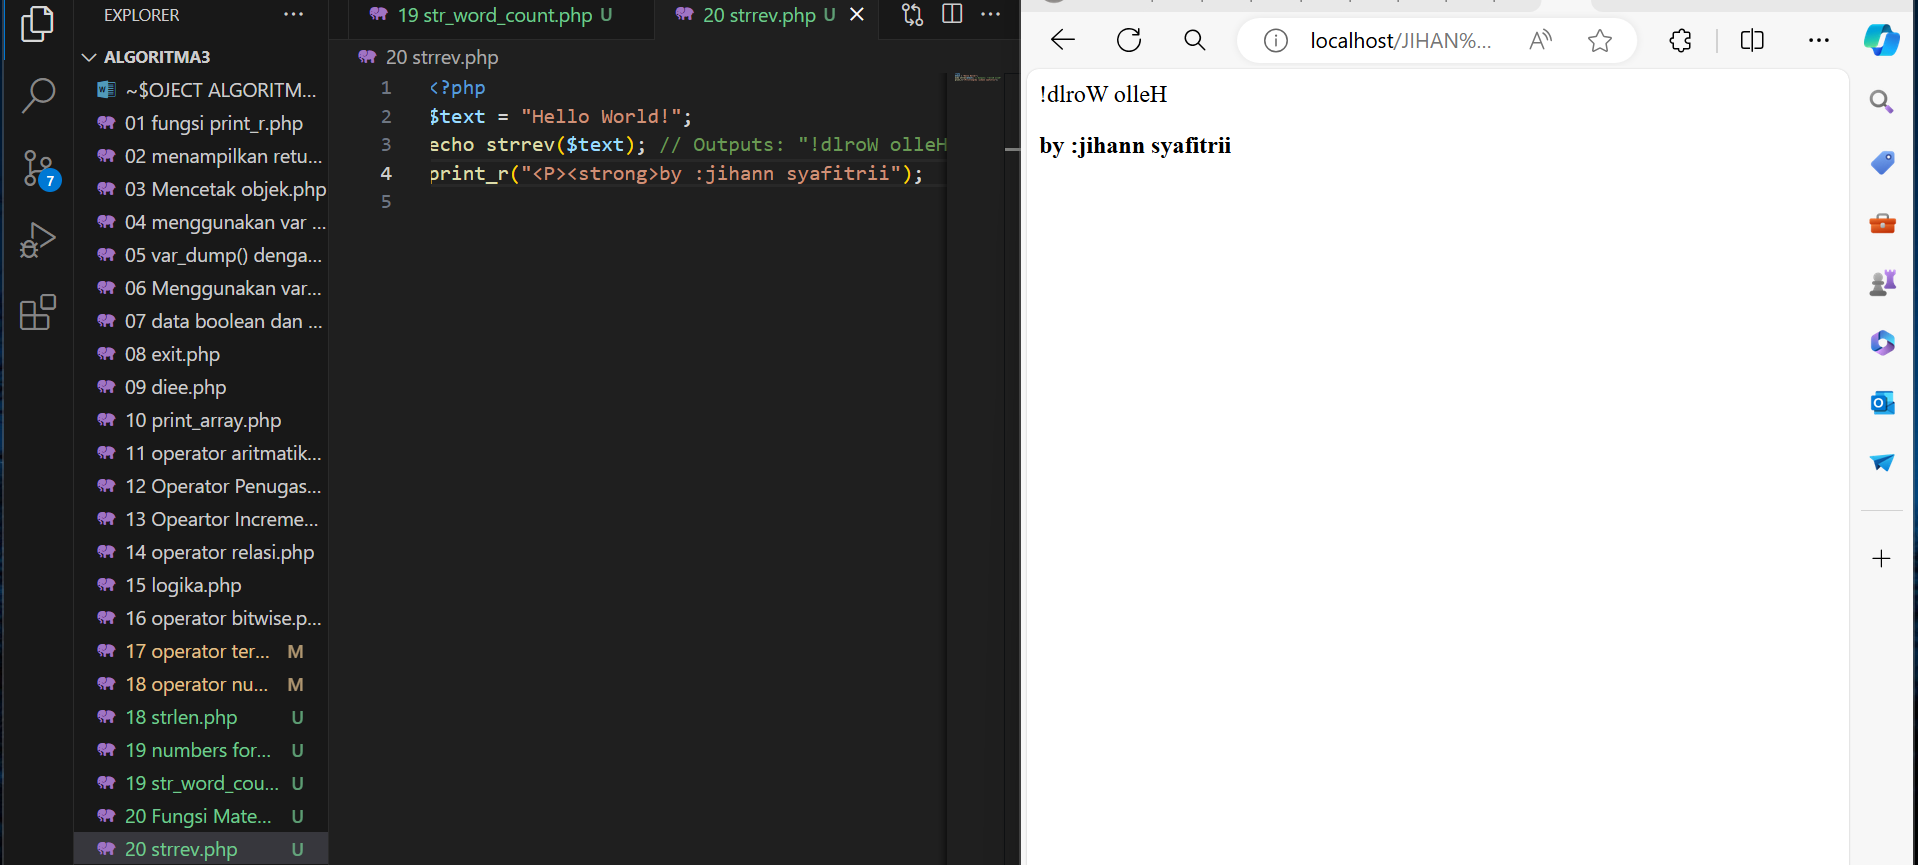 EXPLORER
ALGORITMA3
~$OJECT ALGORITM...
01 fungsi print_r.php
02 menampilkan retu...
03 Mencetak objek.php
04 menggunakan var ...
05 var_dump() denga...
06 Menggunakan var...
07 data boolean dan ...
08 exit.php
09 diee.php
10 print_array.php
11 operator aritmatik...
12 Operator Penugas...
13 Opeartor Increme...
14 operator relasi.php
15 logika.php
16 operator bitwise.p...
17 operator ter... M
18 operator nu... M
18 strlen.php U
19 numbers for... U
19 str_word_cou... U
20 Fungsi Mate... U
20 strrev.php U
7
19 str_word_count.php U
20 strrev.php U
20 strrev.php
1 <?php
2 $text = "Hello World!";
3 echo strrev($text); // Outputs: "!dlroW olleH
4 print_r("<P><strong>by :jihann syafitrii");
5
localhost/JIHAN%...
!dlroW olleH
by :jihann syafitrii